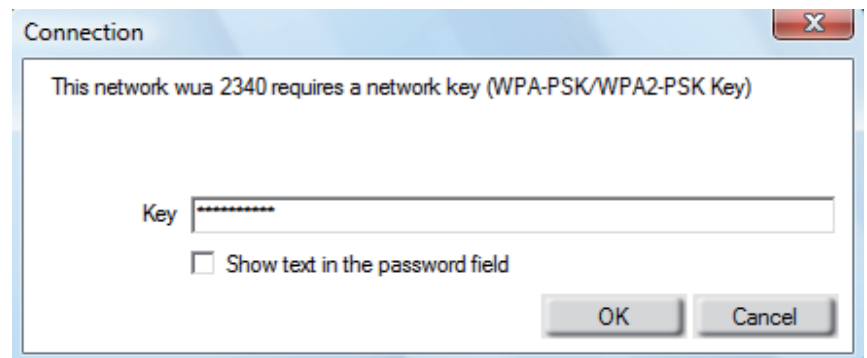 Connection
This network wua 2340 requires a network key (WPA-PSK/WPA2-PSK Key)
Key **********
Show text in the password field
OK Cancel